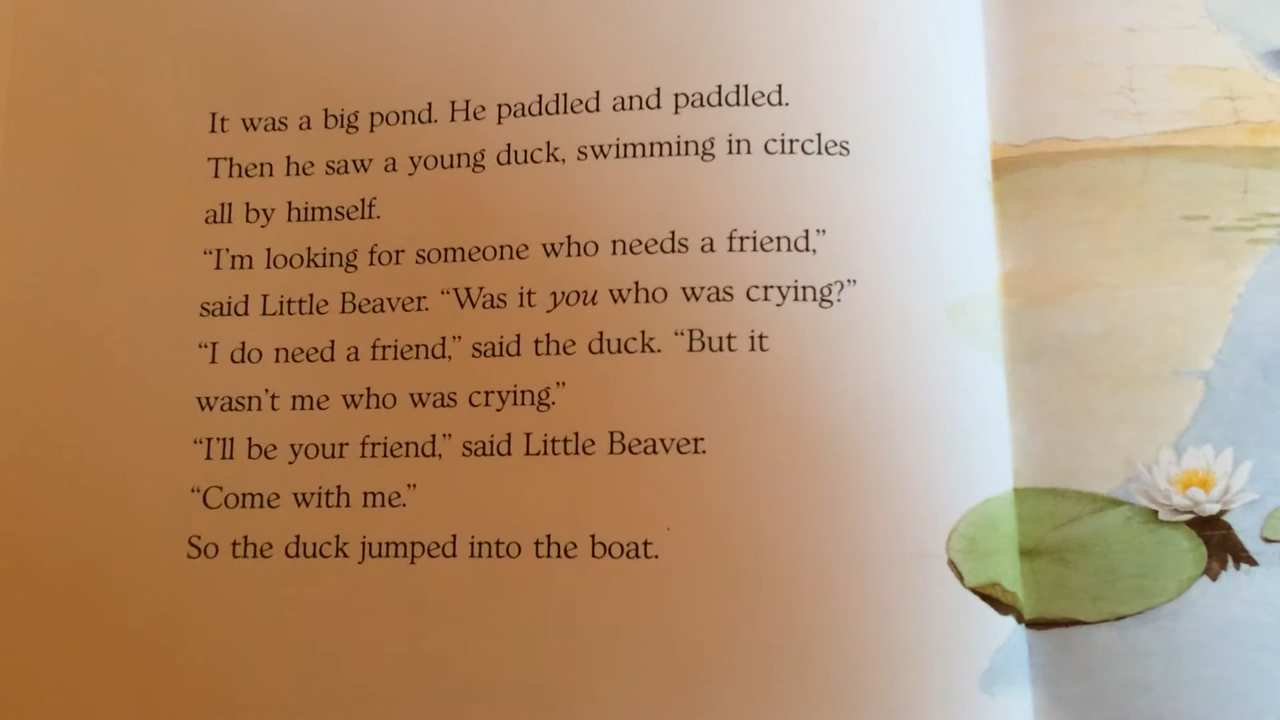 It was a big pond. He paddled and paddled.
Then he saw a young duck, swimming in circles
all by himself.
“I’m looking for someone who needs a friend,”
said Little Beaver. “Was it you who was crying?”
“I do need a friend,” said the duck. “But it
wasn’t me who was crying.”
“I’ll be your friend,” said Little Beaver.
“Come with me.”
So the duck jumped into the boat.